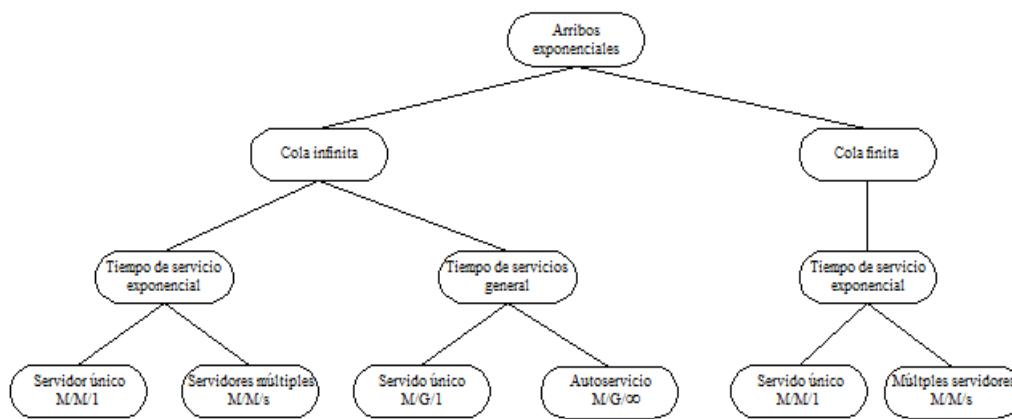 Arribos
exponenciales
Cola infinita
Cola finita
Tiempo de servicio
exponencial
Tiempo de servicios
general
Tiempo de servicio
exponencial
Servidor único
M/M/1
Servidores múltiples
M/M/s
Servido único
M/G/1
Autoservicio
M/G/∞
Servido único
M/M/1
Múltples servidores
M/M/s